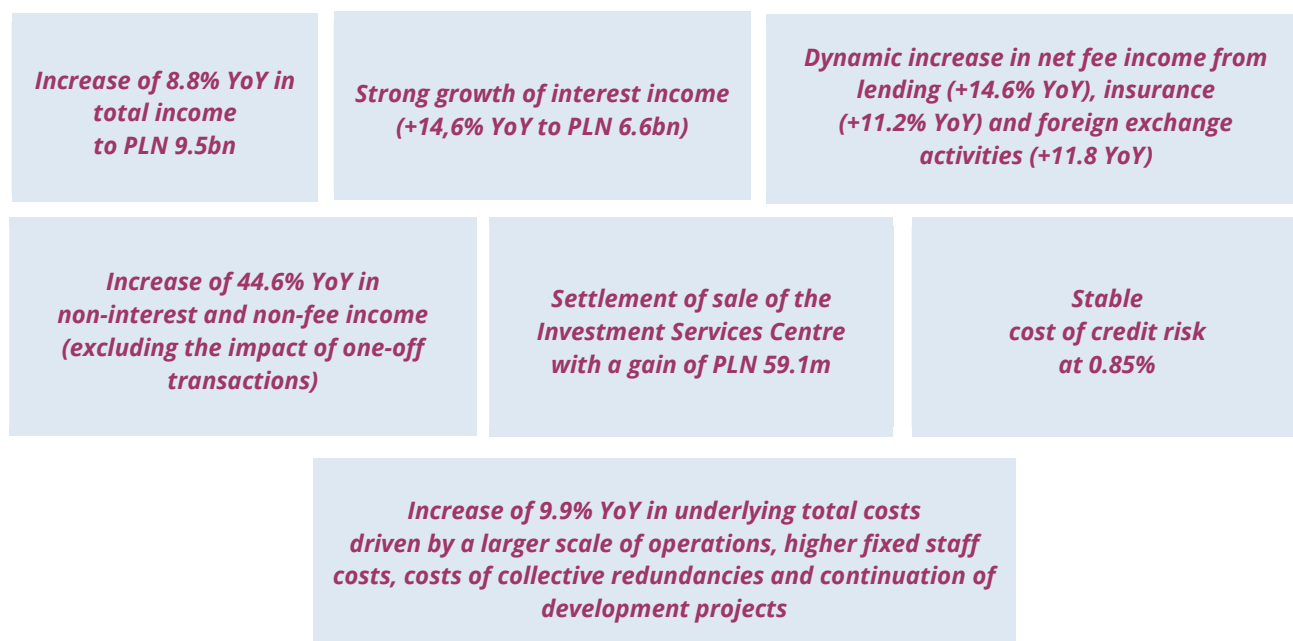 Increase of 8.8% YoY in
total income
to PLN 9.5bn
Strong growth of interest income
(+14,6% YoY to PLN 6.6bn)
Dynamic increase in net fee income from
lending (+14.6% YoY), insurance
(+11.2% YoY) and foreign exchange
activities (+11.8 YoY)
Increase of 44.6% YoY in
non-interest and non-fee income
(excluding the impact of one-off
transactions)
Settlement of sale of the
Investment Services Centre
with a gain of PLN 59.1m
Stable
cost of credit risk
at 0.85%
Increase of 9.9% YoY in underlying total costs
driven by a larger scale of operations, higher fixed staff
costs, costs of collective redundancies and continuation of
development projects